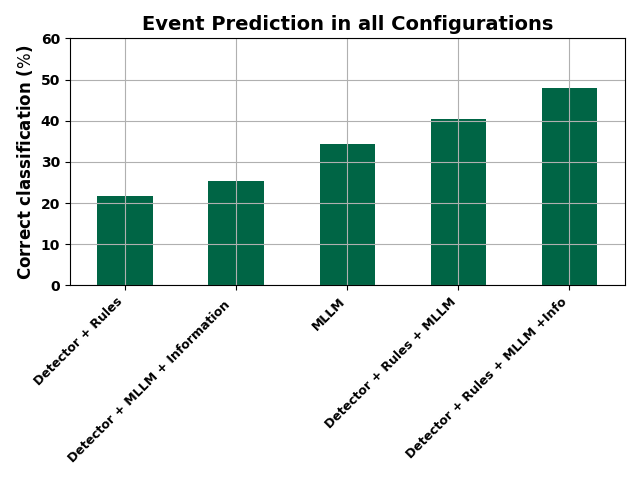 Event Prediction in all Configurations
Correct classification (%)
60
50
40
30
20
10
0
Detector + Rules
Detector + MLLM + Information
MLLM
Detector + Rules + MLLM
Detector + Rules + MLLM +Info